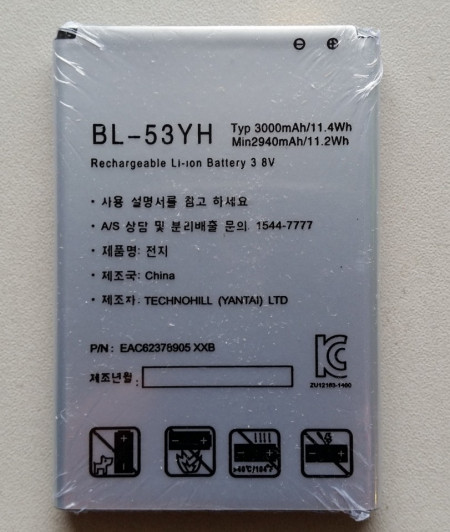 BL-53YH
Typ 3000mAh/11.4Wh
Min2940mAh/11.2Wh
Rechargeable Li-ion Battery 3 8V
• 사용 설명서를 참고 하세요
• A/S 상담 및 분리배출 문의 1544-7777
• 제품명: 전지
• 제조국: China
• 제조자: TECHNOHILL (YANTAI) LTD
P/N: EAC62378905 XXB
제조년월:
ZU12160-1400